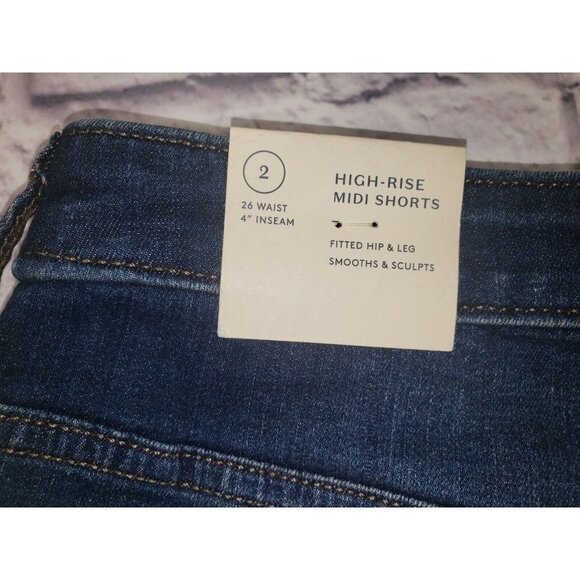 2
26 WAIST
4" INSEAM
HIGH-RISE
MIDI SHORTS
FITTED HIP & LEG
SMOOTHS & SCULPTS